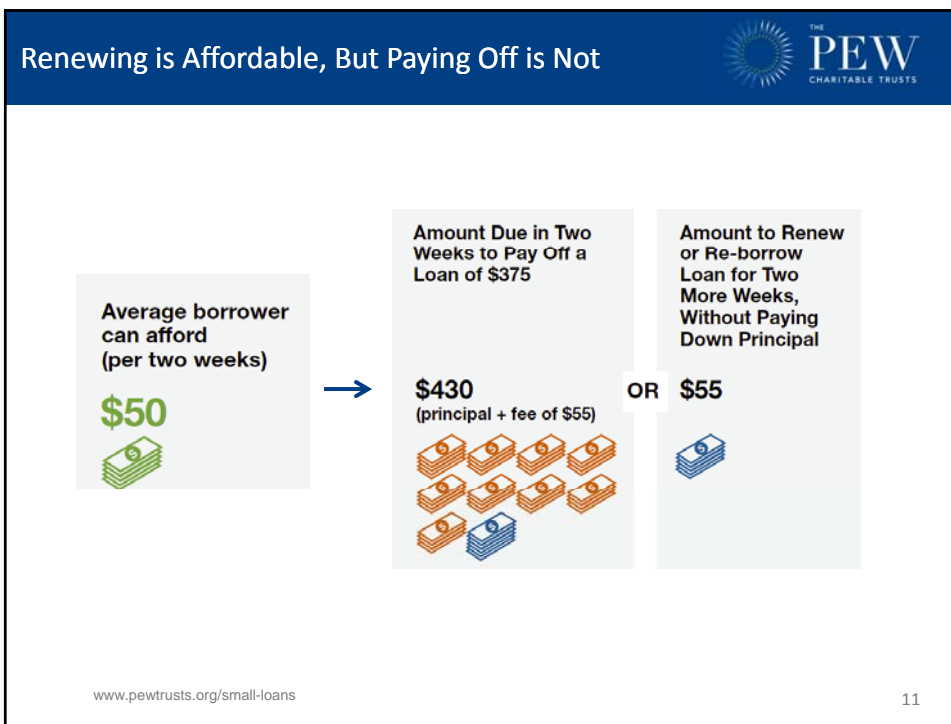 Renewing is Affordable, But Paying Off is Not
THE
PEW
CHARITABLE TRUSTS
Average borrower
can afford
(per two weeks)
$50
Amount Due in Two
Weeks to Pay Off a
Loan of $375
$430
(principal + fee of $55)
OR
Amount to Renew
or Re-borrow
Loan for Two
More Weeks,
Without Paying
Down Principal
$55
www.pewtrusts.org/small-loans
11